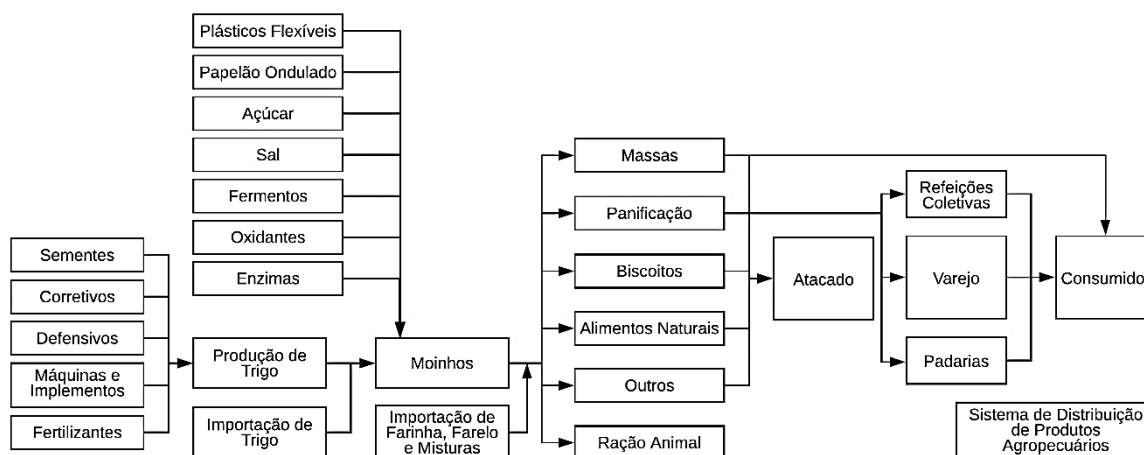 Plásticos Flexíveis
Papelão Ondulado
Açúcar
Sal
Fermentos
Oxidantes
Enzimas
Sementes
Corretivos
Defensivos
Máquinas e
Implementos
Fertilizantes
Produção de
Trigo
Importação de
Trigo
Moinhos
Importação de
Farinha, Farelo
e Misturas
Massas
Panificação
Biscoitos
Alimentos Naturais
Outros
Ração Animal
Atacado
Refeições
Coletivas
Varejo
Padarias
Consumido
Sistema de Distribuição
de Produtos
Agropecuários